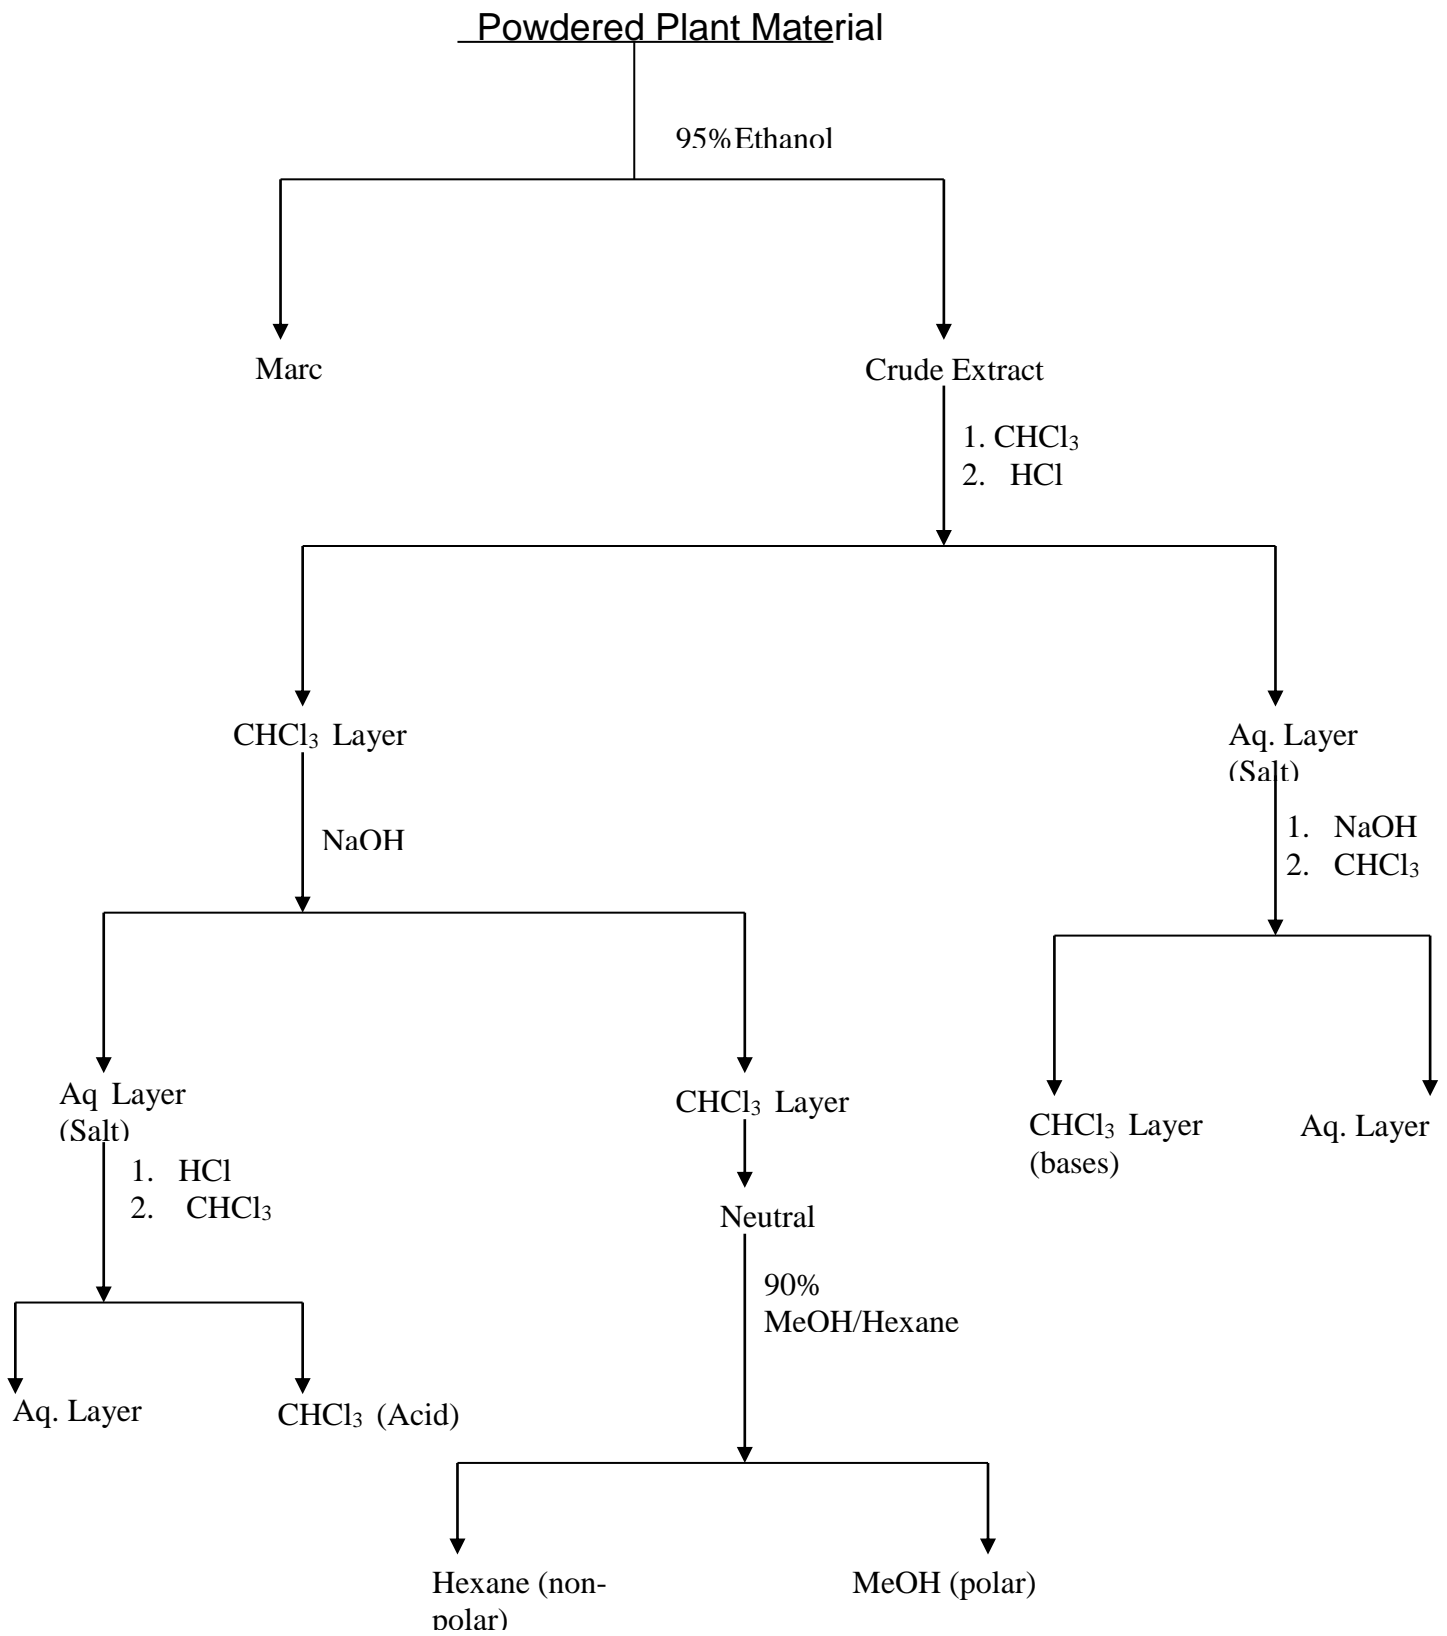 Powdered Plant Material
95%Ethanol
Marc
Crude Extract
1. CHCl₃
2. HCl
CHCl₃ Layer
Aq. Layer
(Salt)
NaOH
1. NaOH
2. CHCl₃
Aq Layer
(Salt)
CHCl₃ Layer
CHCl₃ Layer
(bases)
Aq. Layer
1. HCl
2. CHCl₃
Neutral
90%
MeOH/Hexane
Aq. Layer
CHCl₃ (Acid)
Hexane (non-
polar)
MeOH (polar)